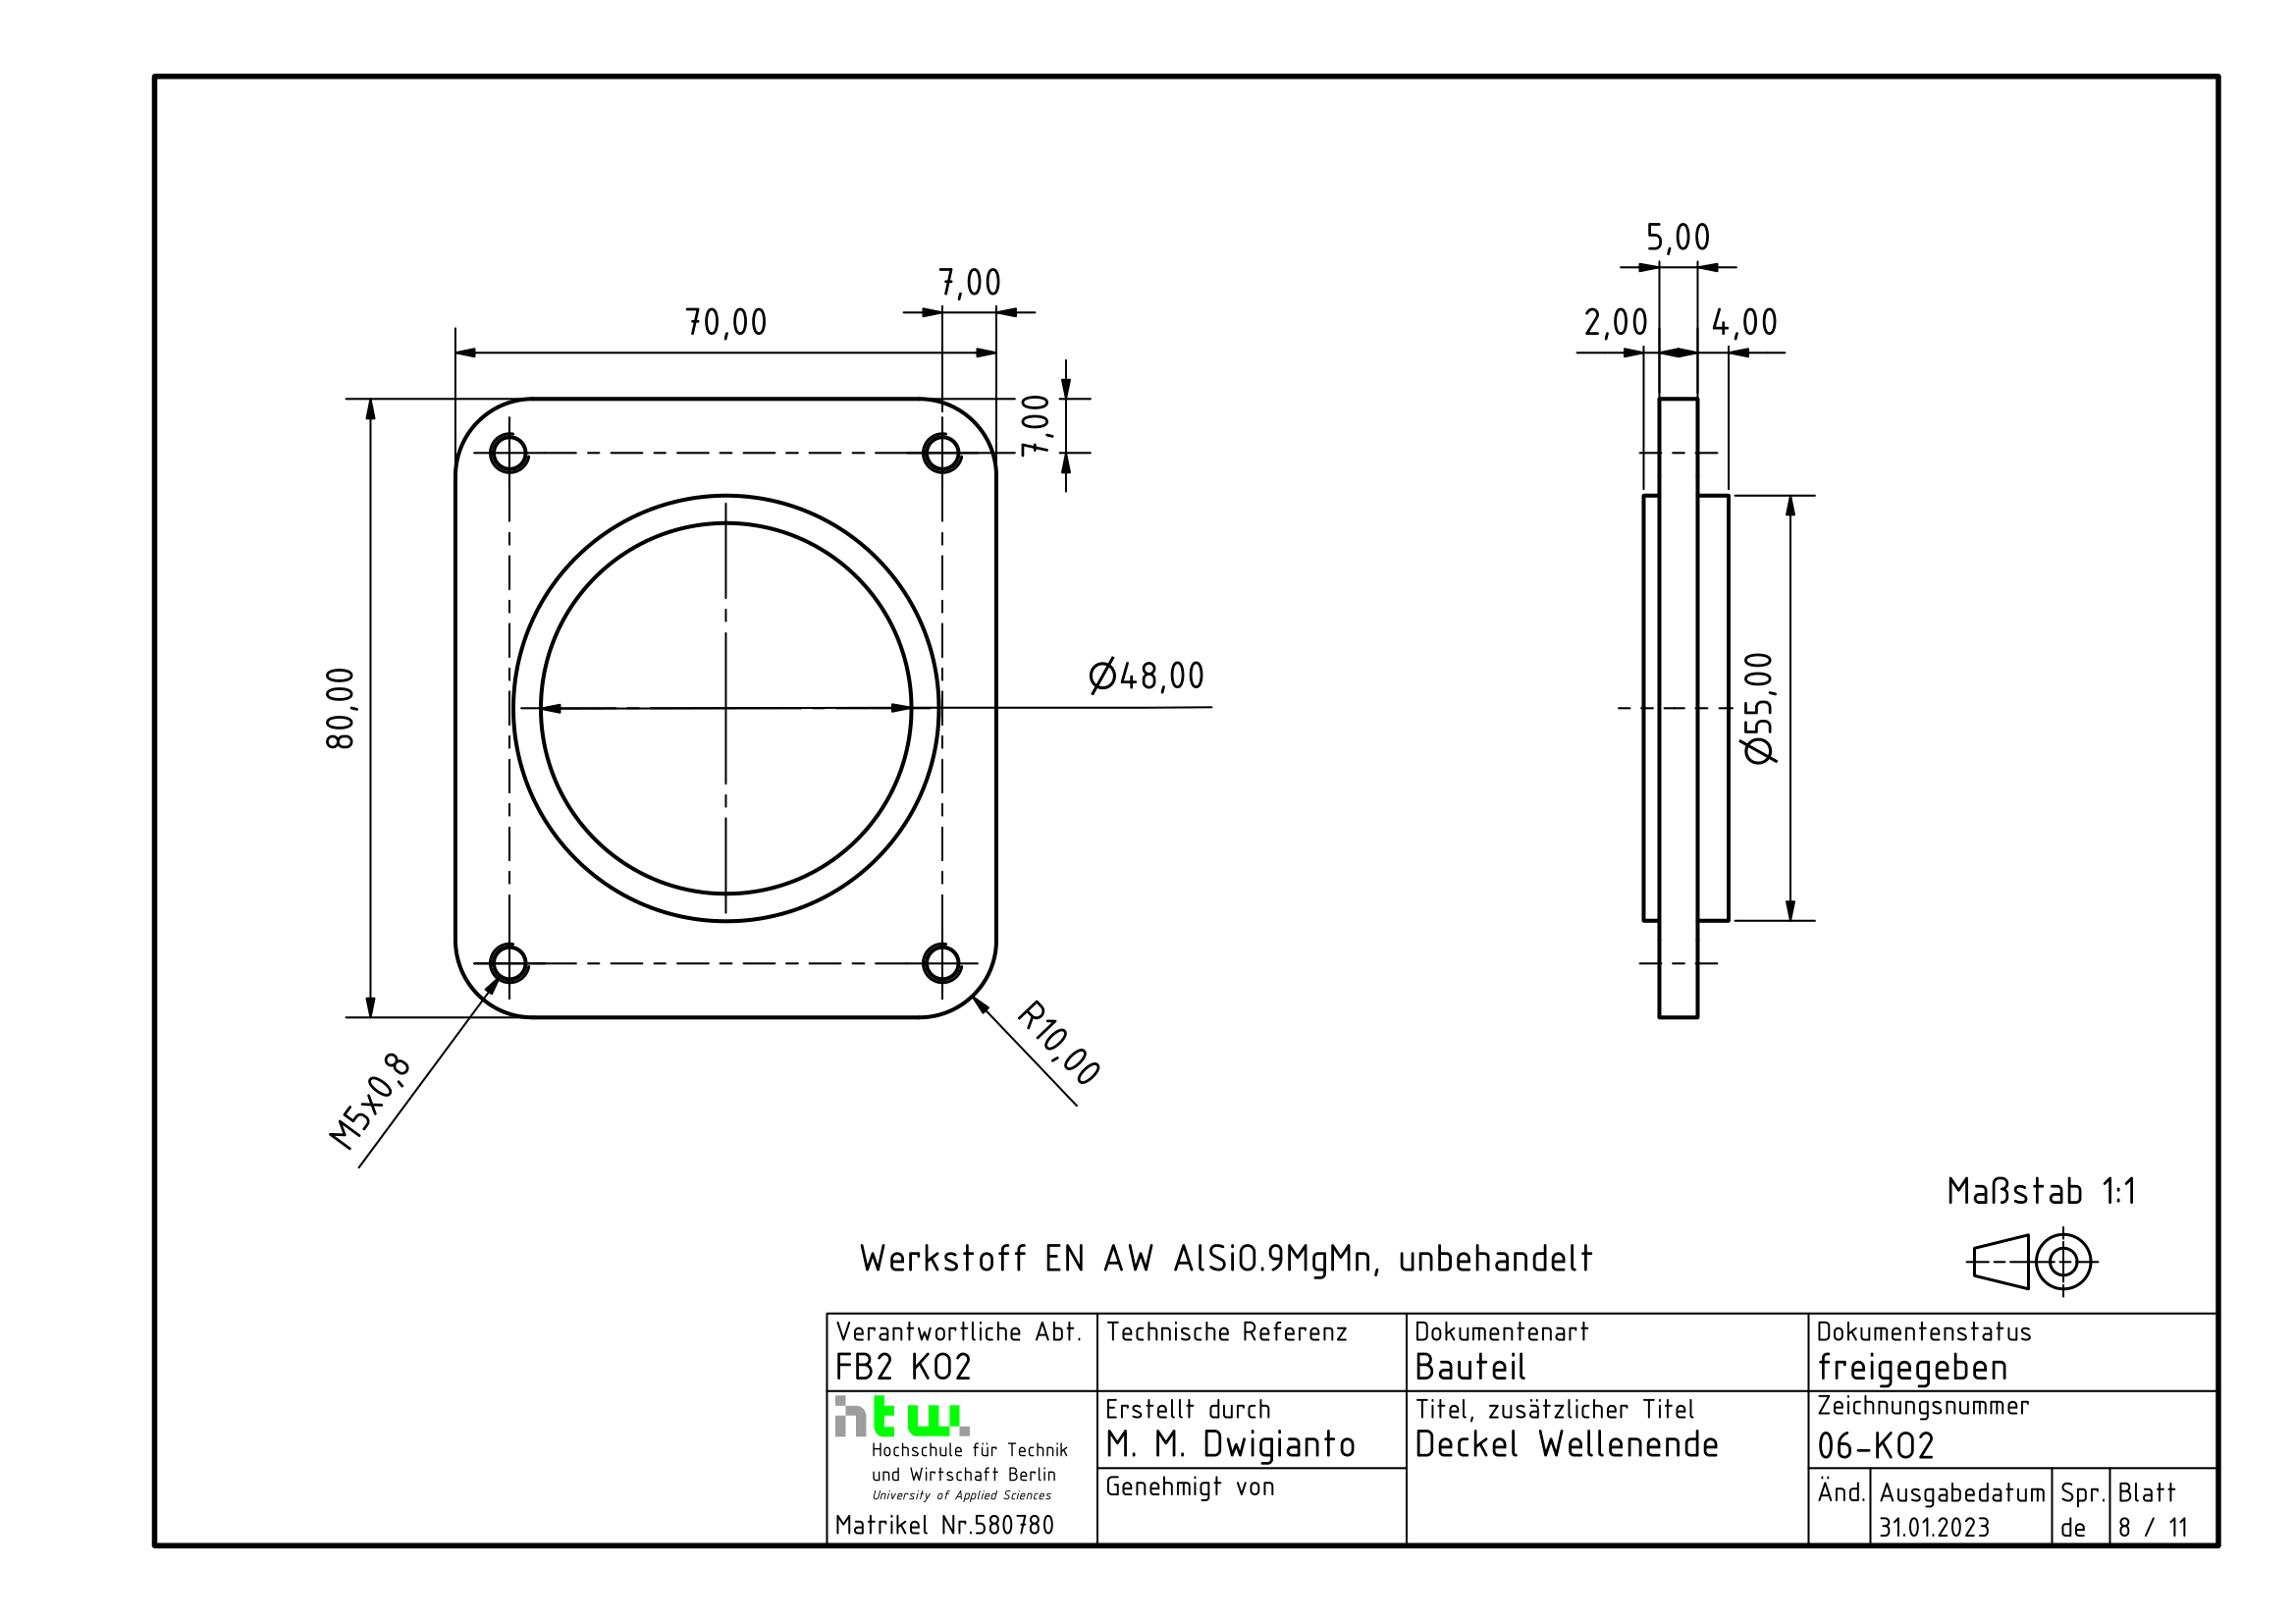 5,00
7,00
70,00
2,00
4,00
7,00
80,00
Ø48,00
Ø55,00
R10,00
M5x0,8
Maßstab 1:1
Werkstoff EN AW AlSi0.9MgMn, unbehandelt
Verantwortliche Abt.
FB2 KO2
Technische Referenz
Dokumentenart
Bauteil
Dokumentenstatus
freigegeben
htw.
Hochschule für Technik
und Wirtschaft Berlin
University of Applied Sciences
Matrikel Nr.580780
Erstellt durch
M. M. Dwigianto
Genehmigt von
Titel, zusätzlicher Titel
Deckel Wellenende
Zeichnungsnummer
06-KO2
Änd.
Ausgabedatum
31.01.2023
Spr.
de
Blatt
8 / 11